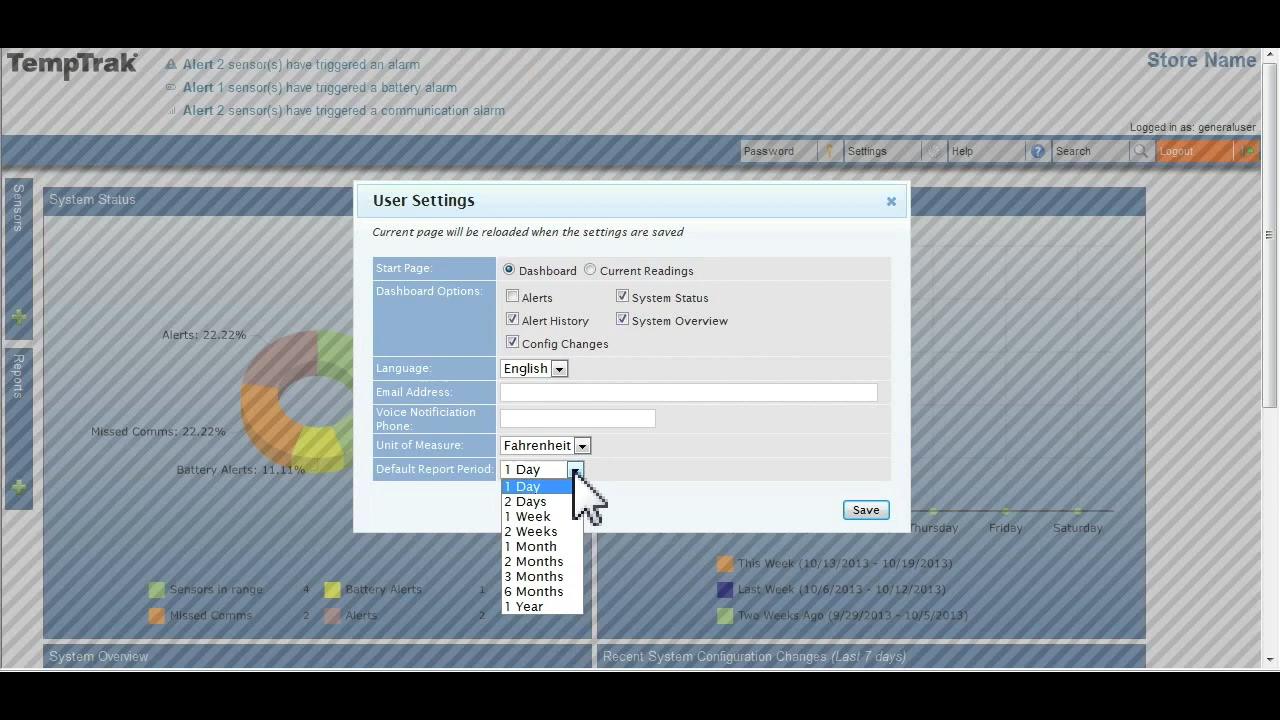 TempTrak
Alert 2 sensor(s) have triggered an alarm
Alert 1 sensor(s) have triggered a battery alarm
Alert 2 sensor(s) have triggered a communication alarm
Store Name
Logged in as: generaluser
Password Settings Help ? Search Logout
Sensors
Reports
System Status
Alerts: 22.22%
Missed Comms: 22.22%
Battery Alerts: 11.11%
Sensors in range 4 Battery Alerts 1
Missed Comms 2 Alerts 2
User Settings
Current page will be reloaded when the settings are saved
Start Page: Dashboard Current Readings
Dashboard Options: Alerts System Status
Alert History System Overview
Config Changes
Language: English
Email Address:
Voice Notificiation
Phone:
Unit of Measure: Fahrenheit
Default Report Period: 1 Day
1 Day
2 Days
1 Week
2 Weeks
1 Month
2 Months
3 Months
6 Months
1 Year
Save
Thursday Friday Saturday
This Week (10/13/2013 - 10/19/2013)
Last Week (10/6/2013 - 10/12/2013)
Two Weeks Ago (9/29/2013 - 10/5/2013)
System Overview
Recent System Configuration Changes (Last 7 days)